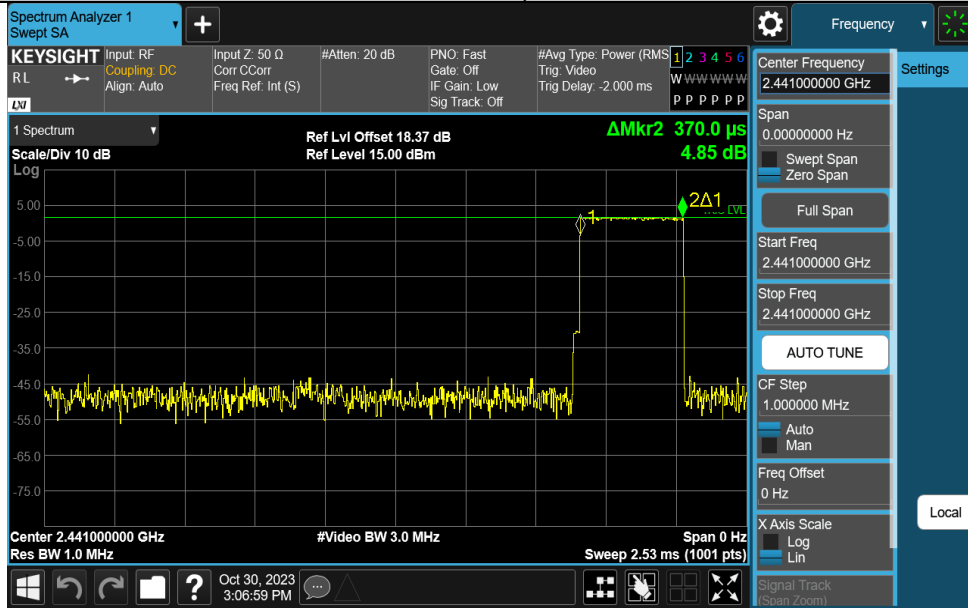 Spectrum Analyzer 1
Swept SA
+
Frequency
KEYSIGHT
RL
LXI
Input: RF
Coupling: DC
Align: Auto
Input Z: 50 Ω
Corr CCorr
Freq Ref: Int (S)
#Atten: 20 dB
PNO: Fast
Gate: Off
IF Gain: Low
Sig Track: Off
#Avg Type: Power (RMS
Trig: Video
Trig Delay: -2.000 ms
1 2 3 4 5 6
W W W W W W
P P P P P P
1 Spectrum
Scale/Div 10 dB
Log
Ref Lvl Offset 18.37 dB
Ref Level 15.00 dBm
ΔMkr2 370.0 µs
4.85 dB
5.00
-5.00
-15.0
-25.0
-35.0
-45.0
-55.0
-65.0
-75.0
1
2Δ1
Center 2.441000000 GHz
Res BW 1.0 MHz
#Video BW 3.0 MHz
Span 0 Hz
Sweep 2.53 ms (1001 pts)
Center Frequency
2.441000000 GHz
Settings
Span
0.00000000 Hz
Swept Span
Zero Span
Full Span
Start Freq
2.441000000 GHz
Stop Freq
2.441000000 GHz
AUTO TUNE
CF Step
1.000000 MHz
Auto
Man
Freq Offset
0 Hz
X Axis Scale
Log
Lin
Signal Track
(Span Zoom)
Local
?
Oct 30, 2023
3:06:59 PM